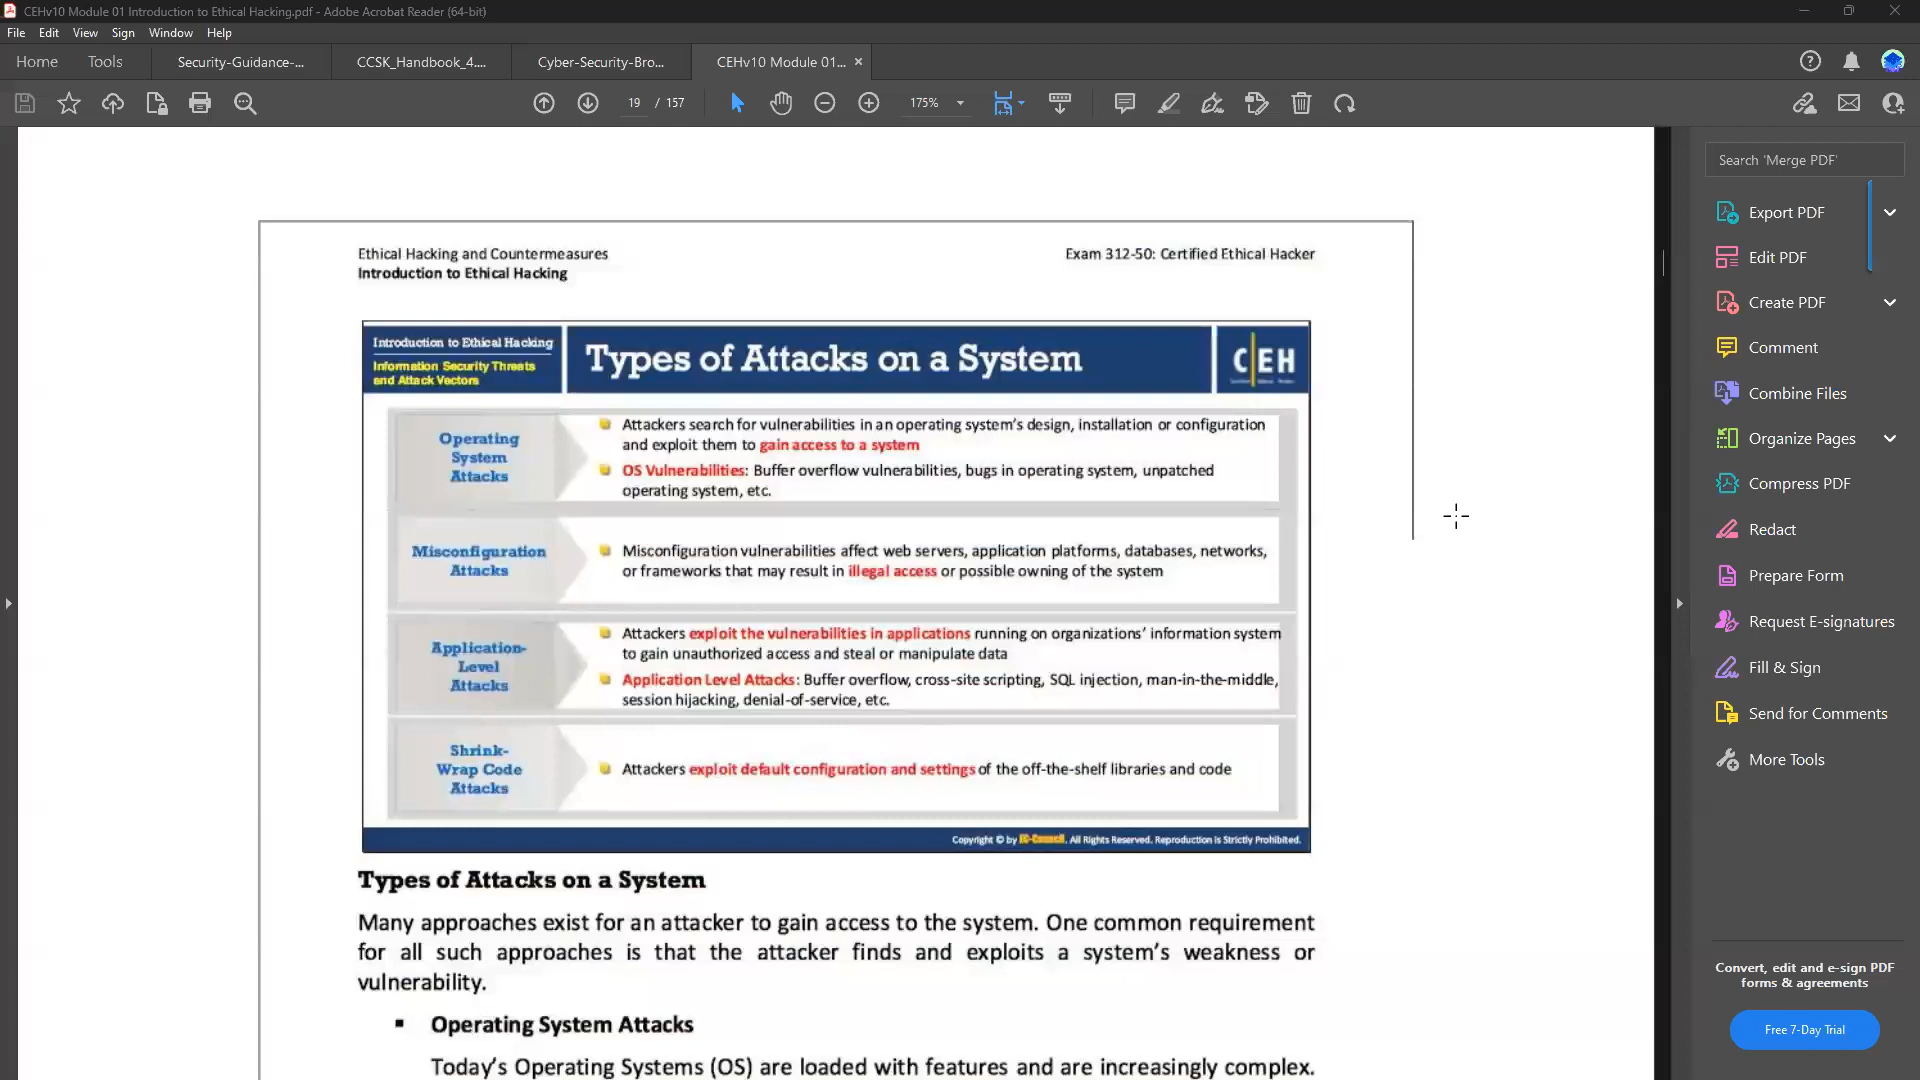 CEHv10 Module 01 Introduction to Ethical Hacking.pdf - Adobe Acrobat Reader (64-bit)
File Edit View Sign Window Help
Home Tools Security-Guidance-... CCSK_Handbook_4.... Cyber-Security-Bro... CEHv10 Module 01... ×
19 / 157 175%
Search 'Merge PDF'
Export PDF
Edit PDF
Create PDF
Comment
Combine Files
Organize Pages
Compress PDF
Redact
Prepare Form
Request E-signatures
Fill & Sign
Send for Comments
More Tools
Convert, edit and e-sign PDF
forms & agreements
Free 7-Day Trial
Ethical Hacking and Countermeasures Exam 312-50: Certified Ethical Hacker
Introduction to Ethical Hacking
Introduction to Ethical Hacking
Information Security Threats
and Attack Vectors
Types of Attacks on a System
CEH
Operating
System
Attacks
Attackers search for vulnerabilities in an operating system's design, installation or configuration
and exploit them to gain access to a system
OS Vulnerabilities: Buffer overflow vulnerabilities, bugs in operating system, unpatched
operating system, etc.
Misconfiguration
Attacks
Misconfiguration vulnerabilities affect web servers, application platforms, databases, networks,
or frameworks that may result in illegal access or possible owning of the system
Application-
Level
Attacks
Attackers exploit the vulnerabilities in applications running on organizations' information system
to gain unauthorized access and steal or manipulate data
Application Level Attacks: Buffer overflow, cross-site scripting, SQL injection, man-in-the-middle,
session hijacking, denial-of-service, etc.
Shrink-
Wrap Code
Attacks
Attackers exploit default configuration and settings of the off-the-shelf libraries and code
Copyright © by EC-Council. All Rights Reserved. Reproduction is Strictly Prohibited.
Types of Attacks on a System
Many approaches exist for an attacker to gain access to the system. One common requirement
for all such approaches is that the attacker finds and exploits a system's weakness or
vulnerability.
▪ Operating System Attacks
Today's Operating Systems (OS) are loaded with features and are increasingly complex.